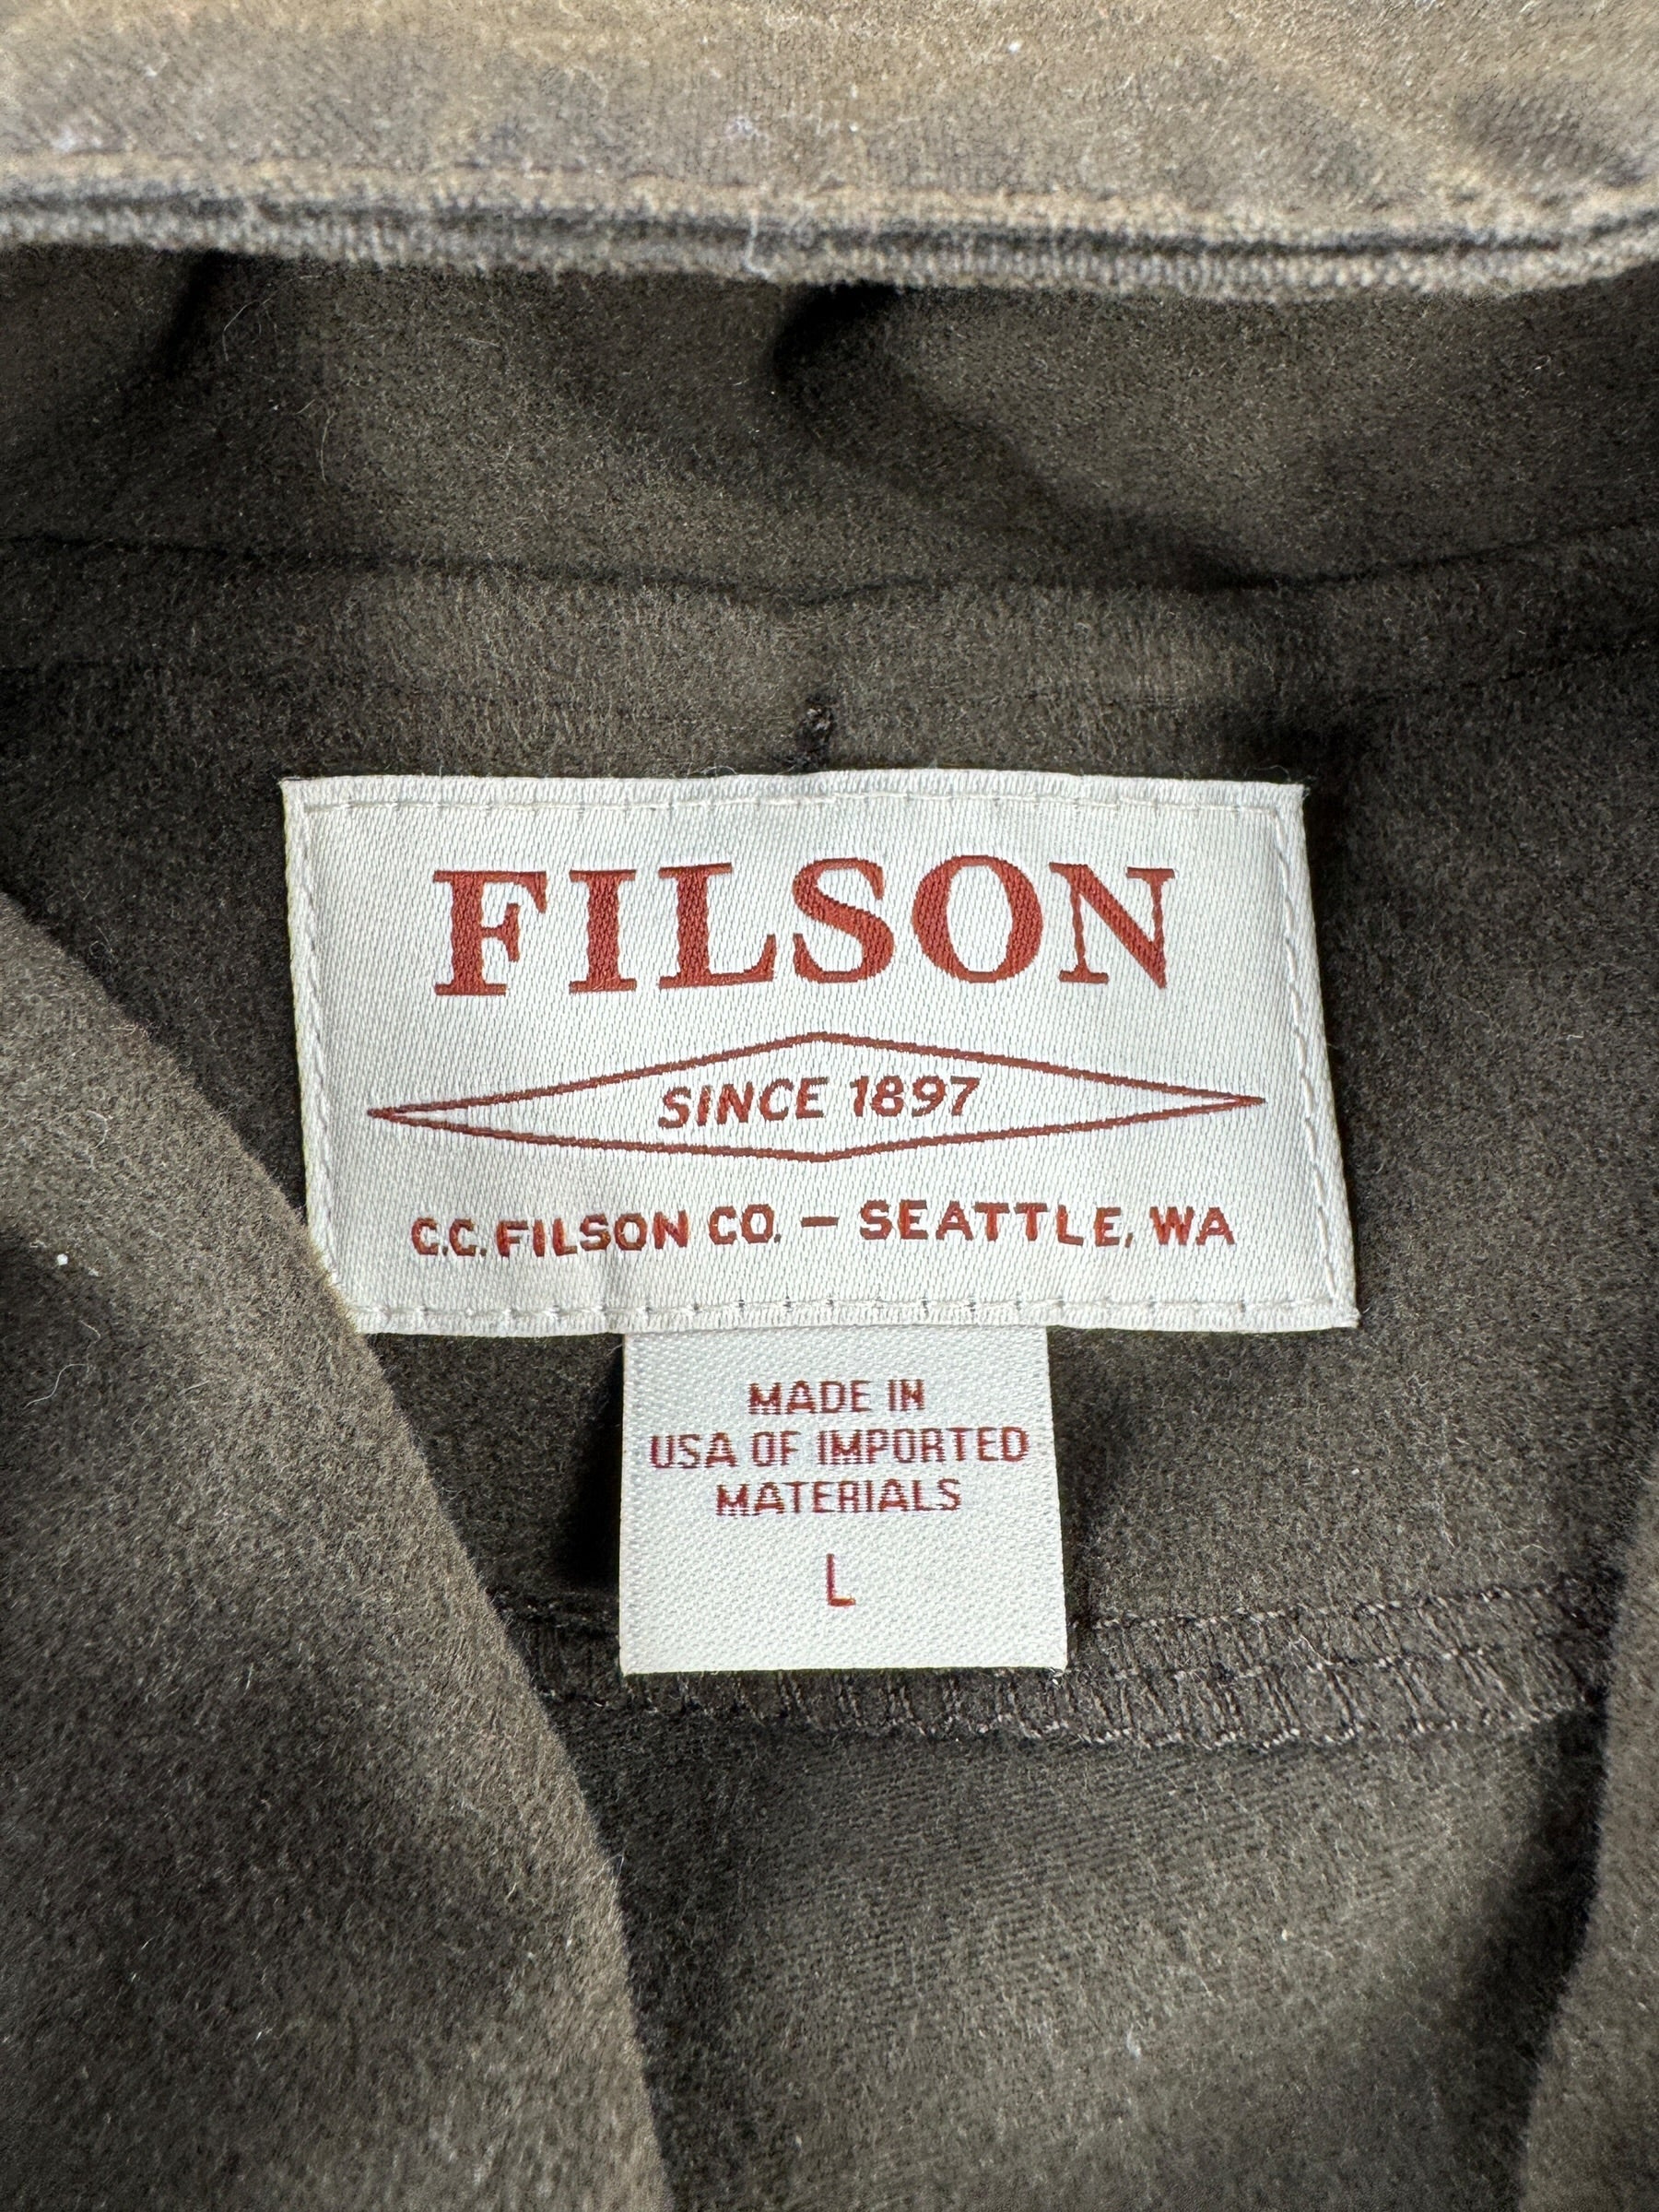 FILSON
SINCE 1897
C.C. FILSON CO. — SEATTLE, WA
MADE IN
USA OF IMPORTED
MATERIALS
L